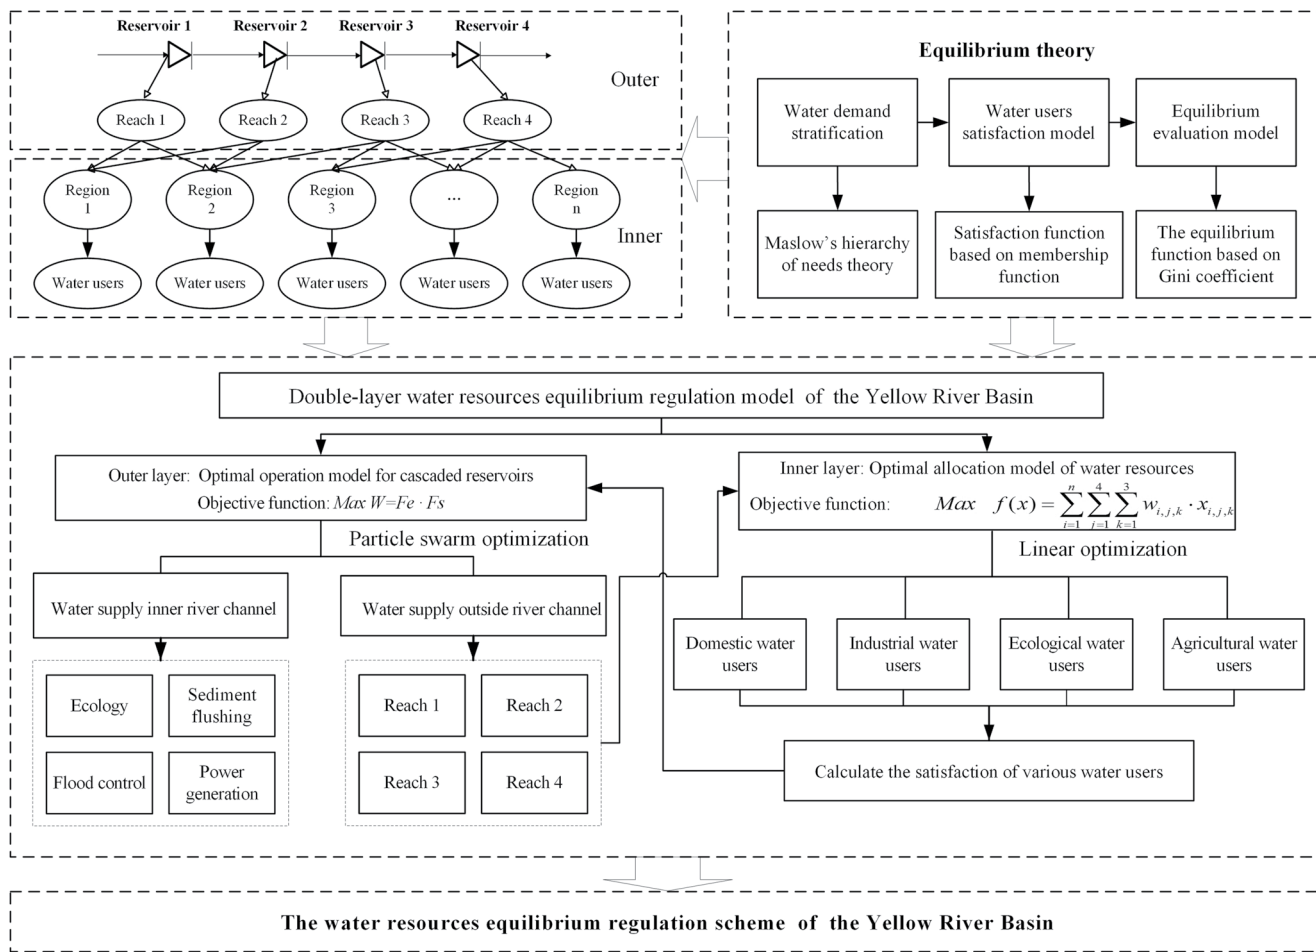 Reservoir 1 Reservoir 2 Reservoir 3 Reservoir 4
Outer
Reach 1 Reach 2 Reach 3 Reach 4
Region
1
Region
2
Region
3
...
Region
n
Inner
Water users Water users Water users Water users Water users
Equilibrium theory
Water demand
stratification
Water users
satisfaction model
Equilibrium
evaluation model
Maslow's hierarchy
of needs theory
Satisfaction function
based on membership
function
The equilibrium
function based on
Gini coefficient
Double-layer water resources equilibrium regulation model of the Yellow River Basin
Outer layer: Optimal operation model for cascaded reservoirs
Objective function: Max W=Fe · Fs
Particle swarm optimization
Inner layer: Optimal allocation model of water resources
Objective function: Max f(x) = \sum_{i=1}^{n} \sum_{j=1}^{4} \sum_{k=1}^{3} w_{i,j,k} · x_{i,j,k}
Linear optimization
Water supply inner river channel
Water supply outside river channel
Ecology
Sediment
flushing
Flood control
Power
generation
Reach 1
Reach 2
Reach 3
Reach 4
Domestic water
users
Industrial water
users
Ecological water
users
Agricultural water
users
Calculate the satisfaction of various water users
The water resources equilibrium regulation scheme of the Yellow River Basin